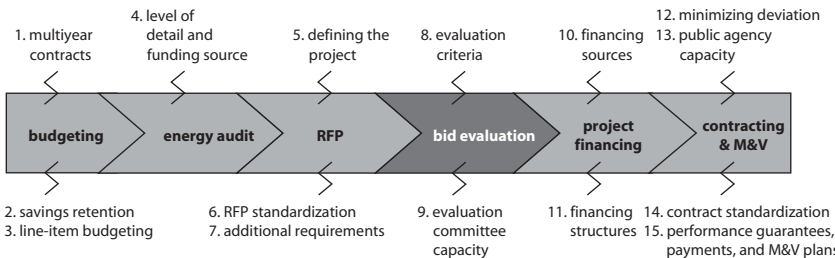 1. multiyear
contracts
4. level of
detail and
funding source
5. defining the
project
8. evaluation
criteria
10. financing
sources
12. minimizing deviation
13. public agency
capacity
budgeting
energy audit
RFP
bid evaluation
project
financing
contracting
& M&V
2. savings retention
3. line-item budgeting
6. RFP standardization
7. additional requirements
9. evaluation
committee
capacity
11. financing
structures
14. contract standardization
15. performance guarantees,
payments, and M&V plans